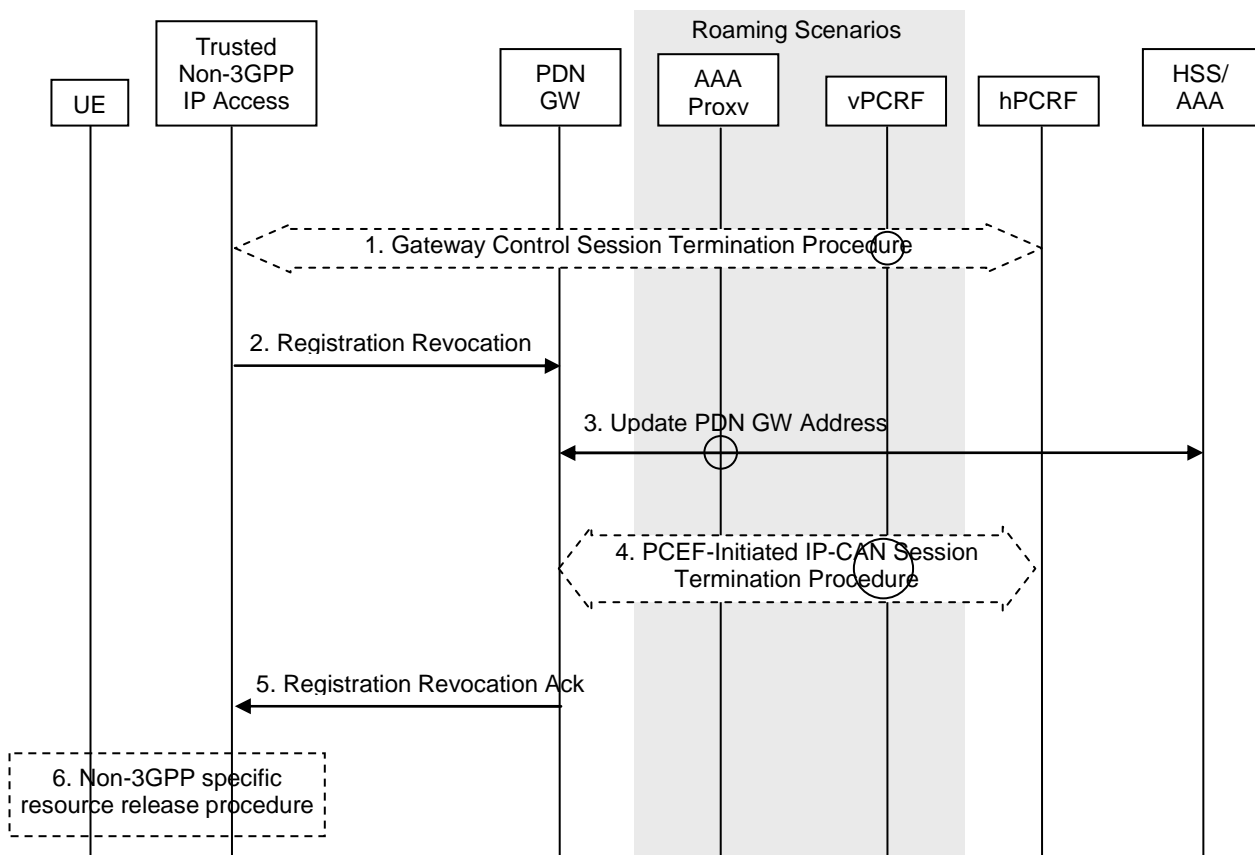 Roaming Scenarios
UE
Trusted
Non-3GPP
IP Access
PDN
GW
AAA
Proxy
vPCRF
hPCRF
HSS/
AAA
1. Gateway Control Session Termination Procedure
2. Registration Revocation
3. Update PDN GW Address
4. PCEF-Initiated IP-CAN Session
Termination Procedure
5. Registration Revocation Ack
6. Non-3GPP specific
resource release procedure